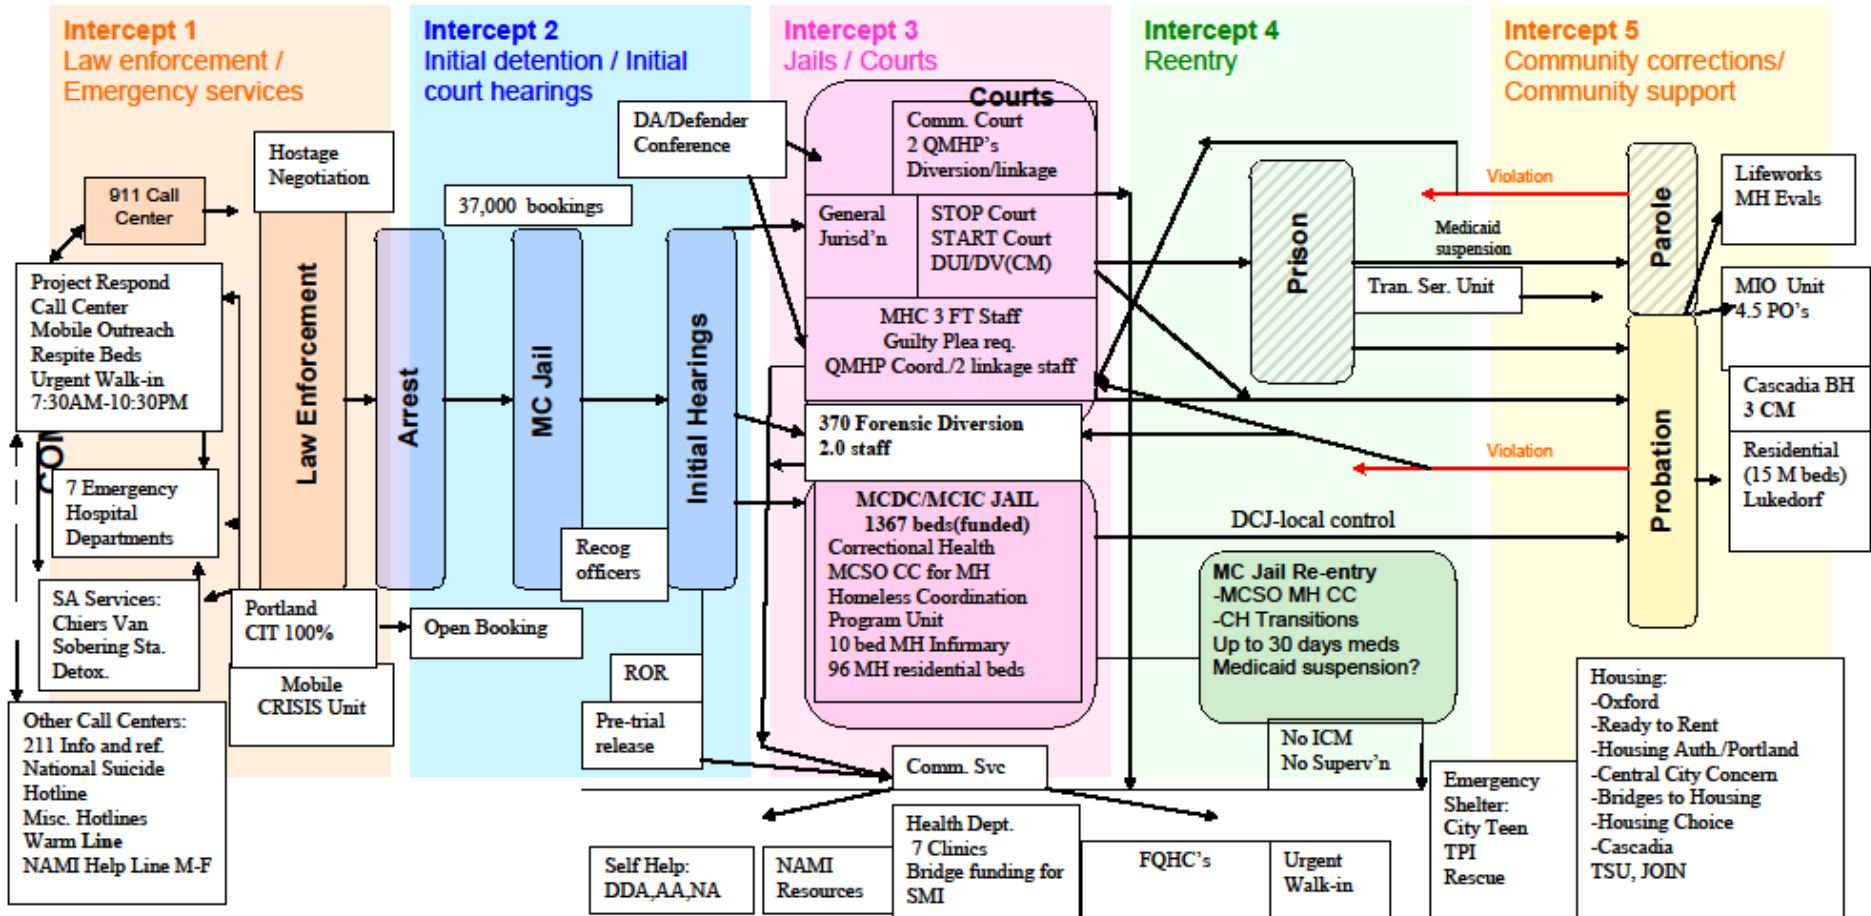 Intercept 1
Law enforcement /
Emergency services
Intercept 2
Initial detention / Initial
court hearings
Intercept 3
Jails / Courts
Intercept 4
Reentry
Intercept 5
Community corrections/
Community support
911 Call
Center
Hostage
Negotiation
Project Respond
Call Center
Mobile Outreach
Respite Beds
Urgent Walk-in
7:30AM-10:30PM
COM
7 Emergency
Hospital
Departments
SA Services:
Chiers Van
Sobering Sta.
Detox.
Other Call Centers:
211 Info and ref.
National Suicide
Hotline
Misc. Hotlines
Warm Line
NAMI Help Line M-F
Law Enforcement
Portland
CIT 100%
Mobile
CRISIS Unit
Arrest
37,000 bookings
MC Jail
Open Booking
Recog
officers
Initial Hearings
ROR
Pre-trial
release
DA/Defender
Conference
Courts
Comm. Court
2 QMHP's
Diversion/linkage
General
Jurisd'n
STOP Court
START Court
DUI/DV(CM)
MHC 3 FT Staff
Guilty Plea req.
QMHP Coord./2 linkage staff
370 Forensic Diversion
2.0 staff
MCDC/MCIC JAIL
1367 beds(funded)
Correctional Health
MCSO CC for MH
Homeless Coordination
Program Unit
10 bed MH Infirmary
96 MH residential beds
Comm. Svc
Self Help:
DDA,AA,NA
NAMI
Resources
Health Dept.
7 Clinics
Bridge funding for
SMI
FQHC's
Urgent
Walk-in
Prison
Violation
Medicaid
suspension
Tran. Ser. Unit
Violation
DCJ-local control
MC Jail Re-entry
-MCSO MH CC
-CH Transitions
Up to 30 days meds
Medicaid suspension?
No ICM
No Superv'n
Parole
Probation
Lifeworks
MH Evals
MIO Unit
4.5 PO's
Cascadia BH
3 CM
Residential
(15 M beds)
Lukedorf
Emergency
Shelter:
City Teen
TPI
Rescue
Housing:
-Oxford
-Ready to Rent
-Housing Auth./Portland
-Central City Concern
-Bridges to Housing
-Housing Choice
-Cascadia
TSU, JOIN